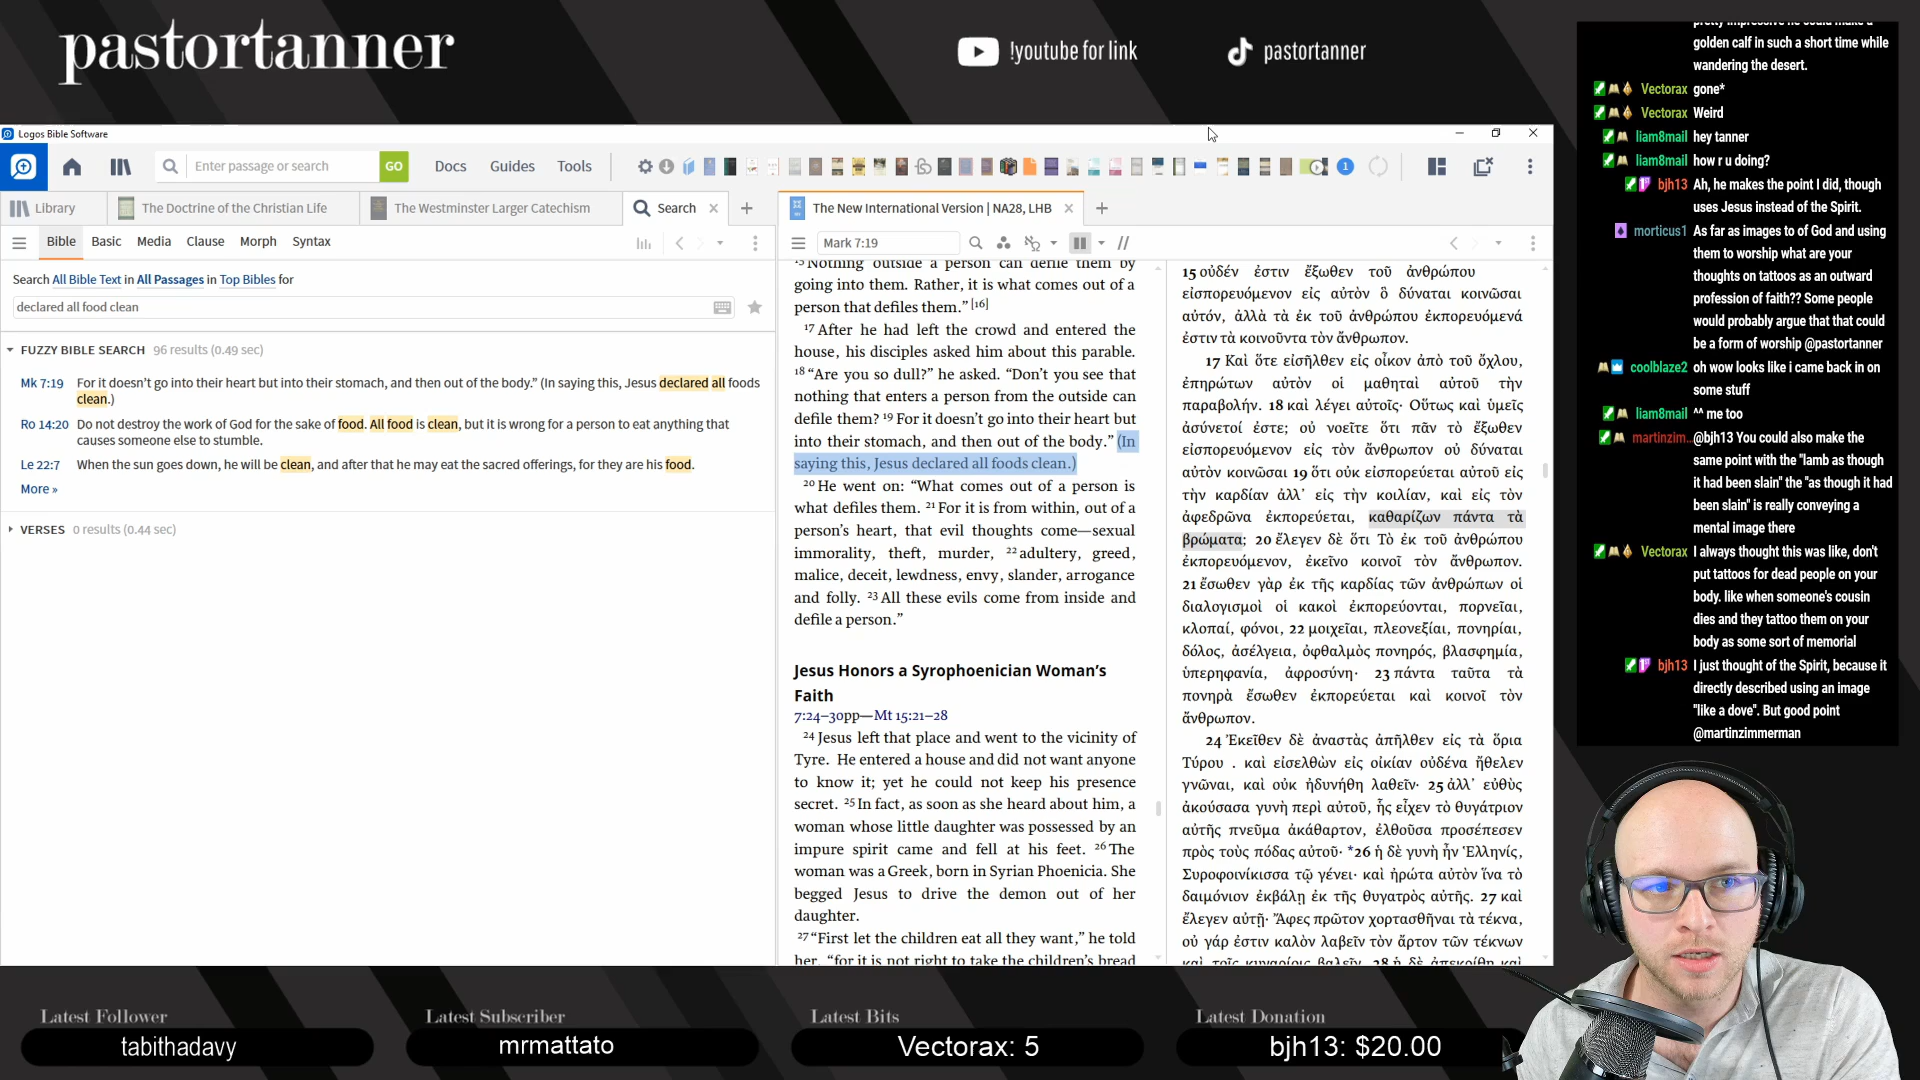 pastortanner
!youtube for link
pastortanner
Logos Bible Software
Enter passage or search
GO
Docs
Guides
Tools
1
Library
The Doctrine of the Christian Life
The Westminster Larger Catechism
Search
The New International Version | NA28, LHB
Bible
Basic
Media
Clause
Morph
Syntax
Search All Bible Text in All Passages in Top Bibles for
declared all food clean
FUZZY BIBLE SEARCH 96 results (0.49 sec)
Mk 7:19 For it doesn't go into their heart but into their stomach, and then out of the body." (In saying this, Jesus declared all foods
clean.)
Ro 14:20 Do not destroy the work of God for the sake of food. All food is clean, but it is wrong for a person to eat anything that
causes someone else to stumble.
Le 22:7 When the sun goes down, he will be clean, and after that he may eat the sacred offerings, for they are his food.
More »
VERSES 0 results (0.44 sec)
Mark 7:19
15 Nothing outside a person can defile them by
going into them. Rather, it is what comes out of a
person that defiles them." [16]
17 After he had left the crowd and entered the
house, his disciples asked him about this parable.
18 "Are you so dull?" he asked. "Don't you see that
nothing that enters a person from the outside can
defile them? 19 For it doesn't go into their heart but
into their stomach, and then out of the body." (In
saying this, Jesus declared all foods clean.)
20 He went on: "What comes out of a person is
what defiles them. 21 For it is from within, out of a
person's heart, that evil thoughts come—sexual
immorality, theft, murder, 22 adultery, greed,
malice, deceit, lewdness, envy, slander, arrogance
and folly. 23 All these evils come from inside and
defile a person."
Jesus Honors a Syrophoenician Woman's
Faith
7:24–30pp—Mt 15:21–28
24 Jesus left that place and went to the vicinity of
Tyre. He entered a house and did not want anyone
to know it; yet he could not keep his presence
secret. 25 In fact, as soon as she heard about him, a
woman whose little daughter was possessed by an
impure spirit came and fell at his feet. 26 The
woman was a Greek, born in Syrian Phoenicia. She
begged Jesus to drive the demon out of her
daughter.
27 "First let the children eat all they want," he told
her, "for it is not right to take the children's bread
15 οὐδέν ἐστιν ἔξωθεν τοῦ ἀνθρώπου
εἰσπορευόμενον εἰς αὐτὸν ὃ δύναται κοινῶσαι
αὐτόν, ἀλλὰ τὰ ἐκ τοῦ ἀνθρώπου ἐκπορευόμενά
ἐστιν τὰ κοινοῦντα τὸν ἄνθρωπον.
17 Καὶ ὅτε εἰσῆλθεν εἰς οἶκον ἀπὸ τοῦ ὄχλου,
ἐπηρώτων αὐτὸν οἱ μαθηταὶ αὐτοῦ τὴν
παραβολήν. 18 καὶ λέγει αὐτοῖς· Οὕτως καὶ ὑμεῖς
ἀσύνετοί ἐστε; οὐ νοεῖτε ὅτι πᾶν τὸ ἔξωθεν
εἰσπορευόμενον εἰς τὸν ἄνθρωπον οὐ δύναται
αὐτὸν κοινῶσαι 19 ὅτι οὐκ εἰσπορεύεται αὐτοῦ εἰς
τὴν καρδίαν ἀλλ' εἰς τὴν κοιλίαν, καὶ εἰς τὸν
ἀφεδρῶνα ἐκπορεύεται, καθαρίζων πάντα τὰ
βρώματα; 20 ἔλεγεν δὲ ὅτι Τὸ ἐκ τοῦ ἀνθρώπου
ἐκπορευόμενον, ἐκεῖνο κοινοῖ τὸν ἄνθρωπον.
21 ἔσωθεν γὰρ ἐκ τῆς καρδίας τῶν ἀνθρώπων οἱ
διαλογισμοὶ οἱ κακοὶ ἐκπορεύονται, πορνεῖαι,
κλοπαί, φόνοι, 22 μοιχεῖαι, πλεονεξίαι, πονηρίαι,
δόλος, ἀσέλγεια, ὀφθαλμὸς πονηρός, βλασφημία,
ὑπερηφανία, ἀφροσύνη· 23 πάντα ταῦτα τὰ
πονηρὰ ἔσωθεν ἐκπορεύεται καὶ κοινοῖ τὸν
ἄνθρωπον.
24 Ἐκεῖθεν δὲ ἀναστὰς ἀπῆλθεν εἰς τὰ ὅρια
Τύρου . καὶ εἰσελθὼν εἰς οἰκίαν οὐδένα ἤθελεν
γνῶναι, καὶ οὐκ ἠδυνήθη λαθεῖν· 25 ἀλλ' εὐθὺς
ἀκούσασα γυνὴ περὶ αὐτοῦ, ἧς εἶχεν τὸ θυγάτριον
αὐτῆς πνεῦμα ἀκάθαρτον, ἐλθοῦσα προσέπεσεν
πρὸς τοὺς πόδας αὐτοῦ· *26 ἡ δὲ γυνὴ ἦν Ἑλληνίς,
Συροφοινίκισσα τῷ γένει· καὶ ἠρώτα αὐτὸν ἵνα τὸ
δαιμόνιον ἐκβάλῃ ἐκ τῆς θυγατρὸς αὐτῆς. 27 καὶ
ἔλεγεν αὐτῇ· Ἄφες πρῶτον χορτασθῆναι τὰ τέκνα,
οὐ γάρ ἐστιν καλὸν λαβεῖν τὸν ἄρτον τῶν τέκνων
καὶ τοῖς κυναρίοις βαλεῖν. 28 ἡ δὲ ἀπεκρίθη καὶ
pretty impressive he could make a
golden calf in such a short time while
wandering the desert.
Vectorax gone*
Vectorax Weird
liam8mail hey tanner
liam8mail how r u doing?
bjh13 Ah, he makes the point I did, though
uses Jesus instead of the Spirit.
morticus1 As far as images to of God and using
them to worship what are your
thoughts on tattoos as an outward
profession of faith?? Some people
would probably argue that that could
be a form of worship @pastortanner
coolblaze2 oh wow looks like i came back in on
some stuff
liam8mail ^^ me too
martinzim... @bjh13 You could also make the
same point with the "lamb as though
it had been slain" the "as though it had
been slain" is really conveying a
mental image there
Vectorax I always thought this was like, don't
put tattoos for dead people on your
body. like when someone's cousin
dies and they tattoo them on your
body as some sort of memorial
bjh13 I just thought of the Spirit, because it
directly described using an image
"like a dove". But good point
@martinzimmerman
Latest Follower
tabithadavy
Latest Subscriber
mrmattato
Latest Bits
Vectorax: 5
Latest Donation
bjh13: $20.00